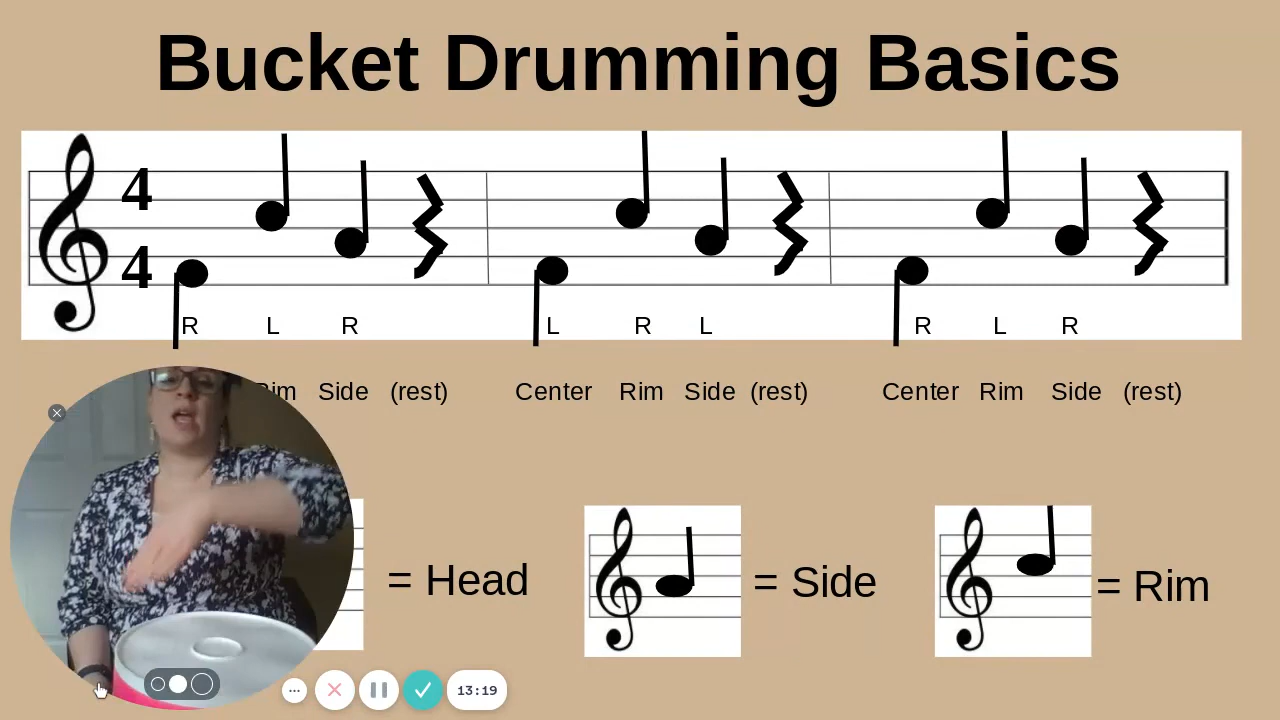 Bucket Drumming Basics
4
4
R L R L R L R L R
Rim Side (rest) Center Rim Side (rest) Center Rim Side (rest)
= Head = Side = Rim
13:19